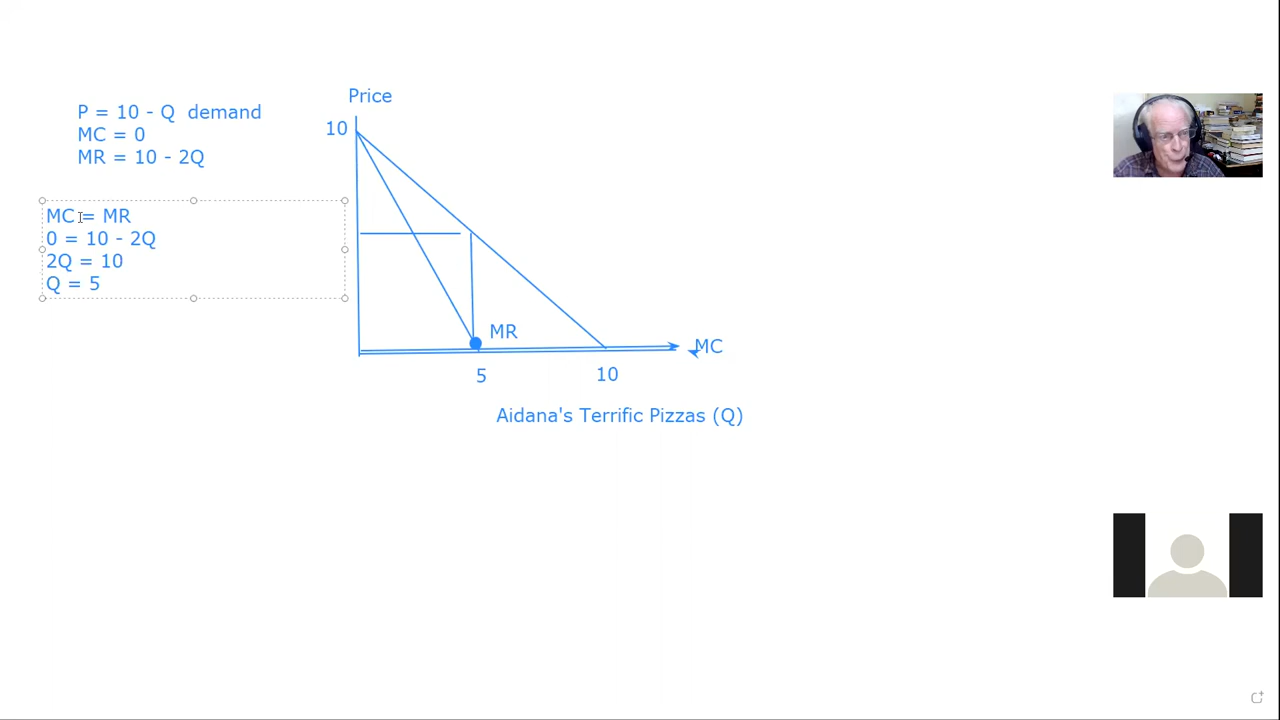 P = 10 - Q demand
MC = 0
MR = 10 - 2Q
MC = MR
0 = 10 - 2Q
2Q = 10
Q = 5
Price
10
MR
MC
5
10
Aidana's Terrific Pizzas (Q)